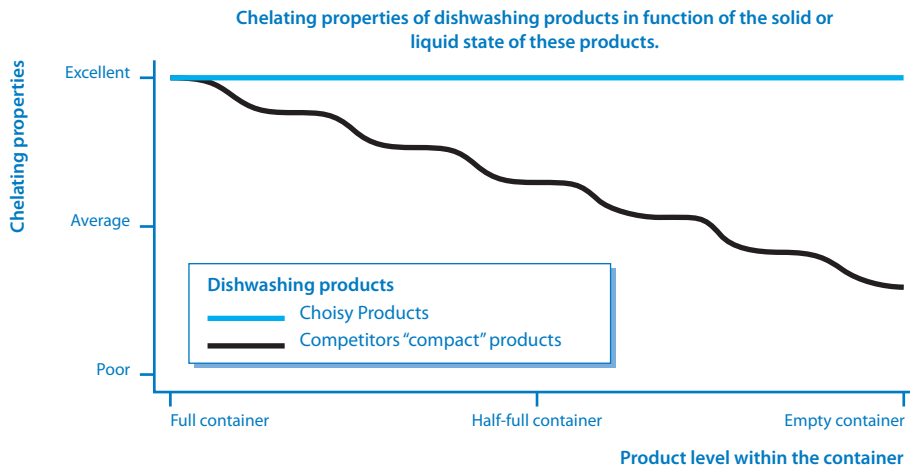 Chelating properties of dishwashing products in function of the solid or
liquid state of these products.
Chelating properties
Excellent
Average
Poor
Dishwashing products
Choisy Products
Competitors “compact” products
Full container
Half-full container
Empty container
Product level within the container